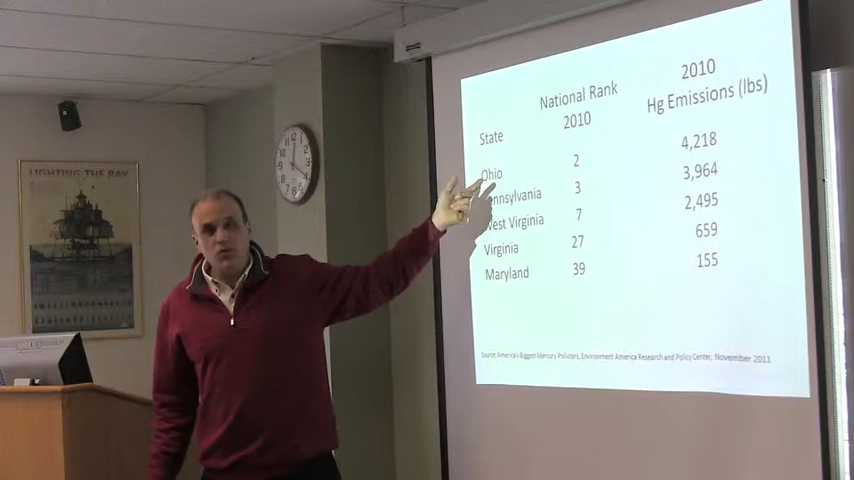 LIGHTING THE BAY
National Rank 2010
2010 Hg Emissions (lbs)
State
Ohio 2 4,218
Pennsylvania 3 3,964
West Virginia 7 2,495
Virginia 27 659
Maryland 39 155
Source: America's Biggest Mercury Polluters, Environment America Research and Policy Center, November 2011